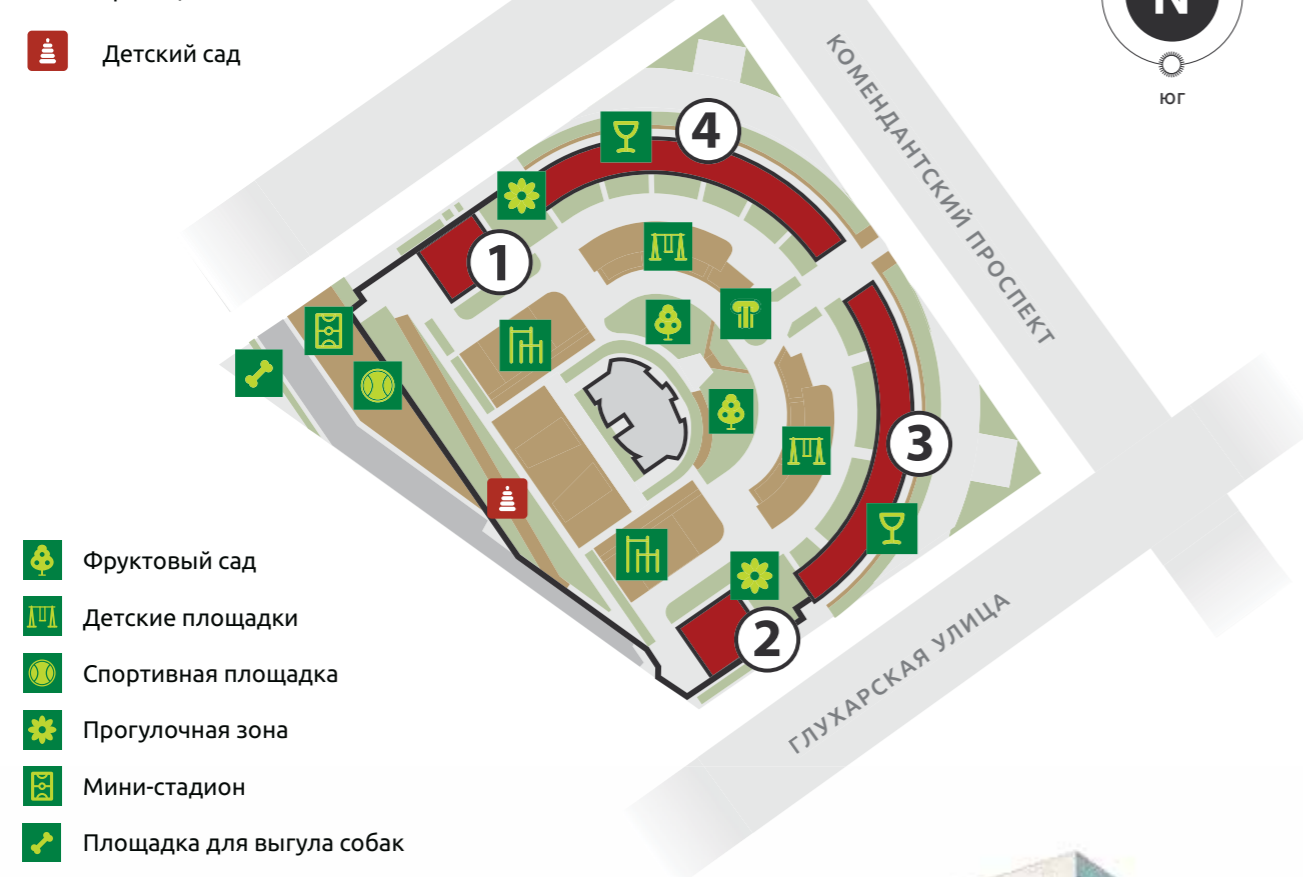 N
Детский сад
ЮГ
КОМЕНДАНТСКИЙ ПРОСПЕКТ
4
1
3
2
ГЛУХАРСКАЯ УЛИЦА
Фруктовый сад
Детские площадки
Спортивная площадка
Прогулочная зона
Мини-стадион
Площадка для выгула собак